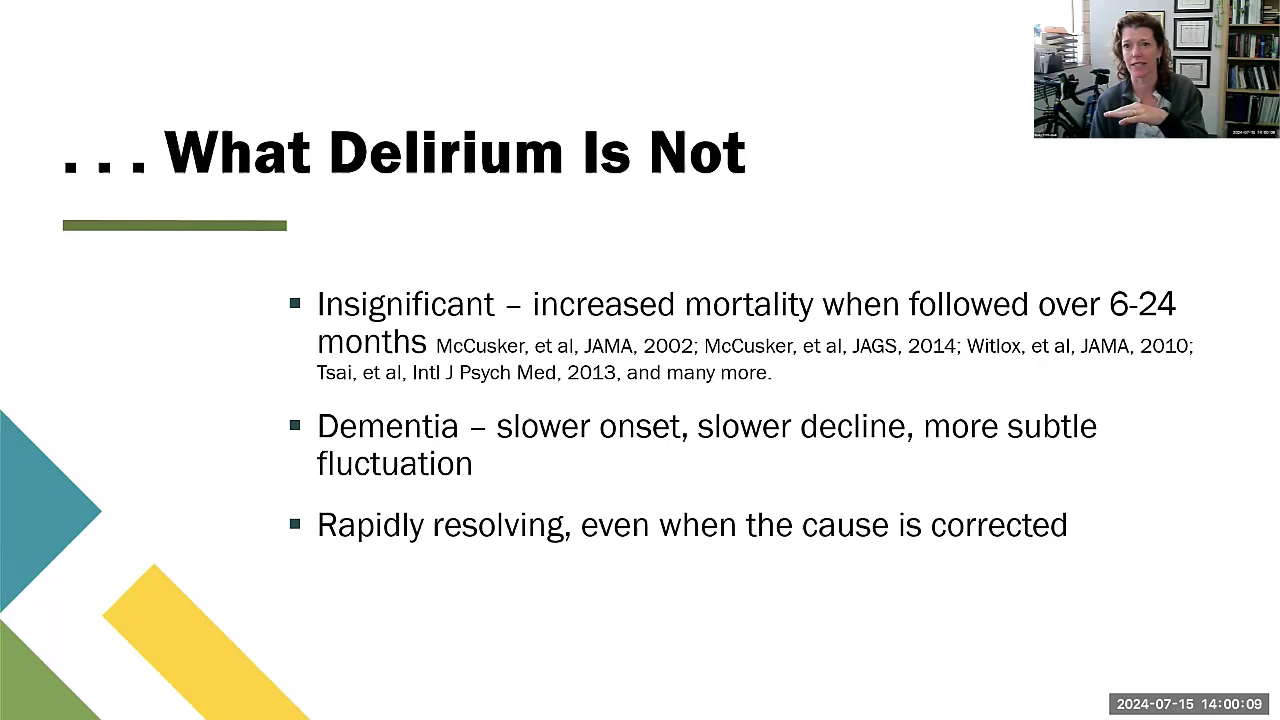 . . . What Delirium Is Not
▪ Insignificant – increased mortality when followed over 6-24
months McCusker, et al, JAMA, 2002; McCusker, et al, JAGS, 2014; Witlox, et al, JAMA, 2010;
Tsai, et al, Intl J Psych Med, 2013, and many more.
▪ Dementia – slower onset, slower decline, more subtle
fluctuation
▪ Rapidly resolving, even when the cause is corrected
2024-07-15 14:00:09